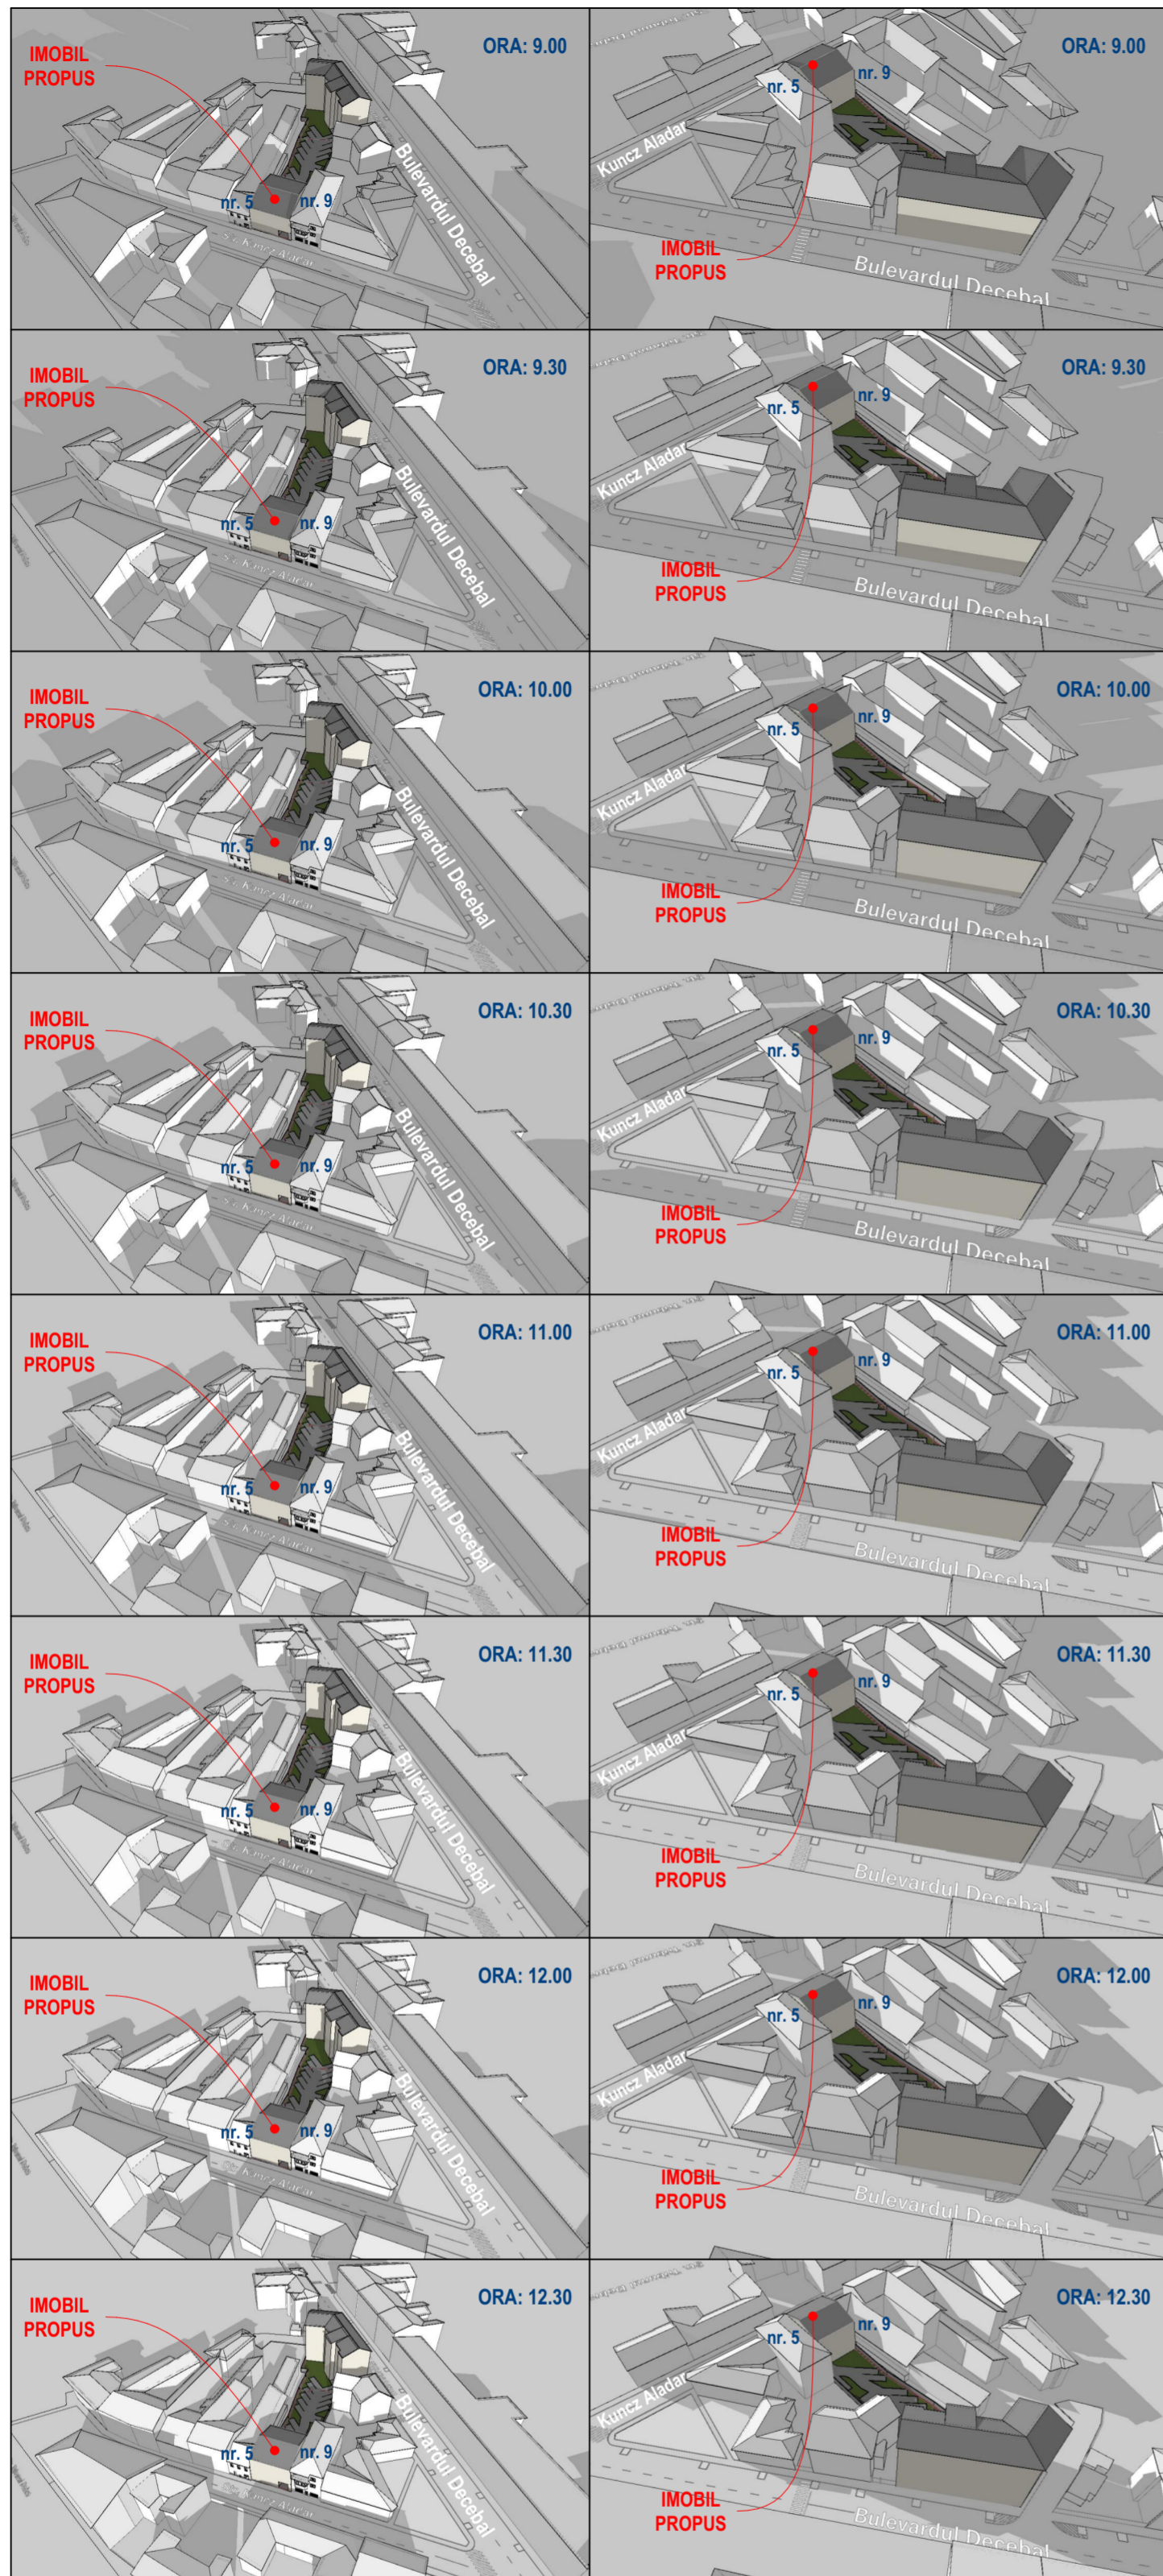 IMOBIL
PROPUS
ORA: 9.00
nr. 5
nr. 9
Bulevardul Decebal
ORA: 9.00
nr. 5
nr. 9
Kuncz Aladar
IMOBIL
PROPUS
Bulevardul Decebal
IMOBIL
PROPUS
ORA: 9.30
nr. 5
nr. 9
Bulevardul Decebal
ORA: 9.30
nr. 5
nr. 9
Kuncz Aladar
IMOBIL
PROPUS
Bulevardul Decebal
IMOBIL
PROPUS
ORA: 10.00
nr. 5
nr. 9
Bulevardul Decebal
ORA: 10.00
nr. 5
nr. 9
Kuncz Aladar
IMOBIL
PROPUS
Bulevardul Decebal
IMOBIL
PROPUS
ORA: 10.30
nr. 5
nr. 9
Bulevardul Decebal
ORA: 10.30
nr. 5
nr. 9
Kuncz Aladar
IMOBIL
PROPUS
Bulevardul Decebal
IMOBIL
PROPUS
ORA: 11.00
nr. 5
nr. 9
Bulevardul Decebal
ORA: 11.00
nr. 5
nr. 9
Kuncz Aladar
IMOBIL
PROPUS
Bulevardul Decebal
IMOBIL
PROPUS
ORA: 11.30
nr. 5
nr. 9
Bulevardul Decebal
ORA: 11.30
nr. 5
nr. 9
Kuncz Aladar
IMOBIL
PROPUS
Bulevardul Decebal
IMOBIL
PROPUS
ORA: 12.00
nr. 5
nr. 9
Bulevardul Decebal
ORA: 12.00
nr. 5
nr. 9
Kuncz Aladar
IMOBIL
PROPUS
Bulevardul Decebal
IMOBIL
PROPUS
ORA: 12.30
nr. 5
nr. 9
Bulevardul Decebal
ORA: 12.30
nr. 5
nr. 9
Kuncz Aladar
IMOBIL
PROPUS
Bulevardul Decebal